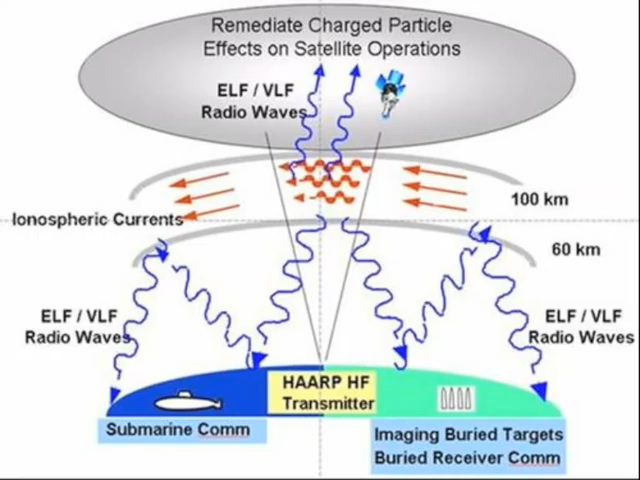 Remediate Charged Particle
Effects on Satellite Operations
ELF / VLF
Radio Waves
100 km
Ionospheric Currents
60 km
ELF / VLF
Radio Waves
ELF / VLF
Radio Waves
HAARP HF
Transmitter
Submarine Comm
Imaging Buried Targets
Buried Receiver Comm